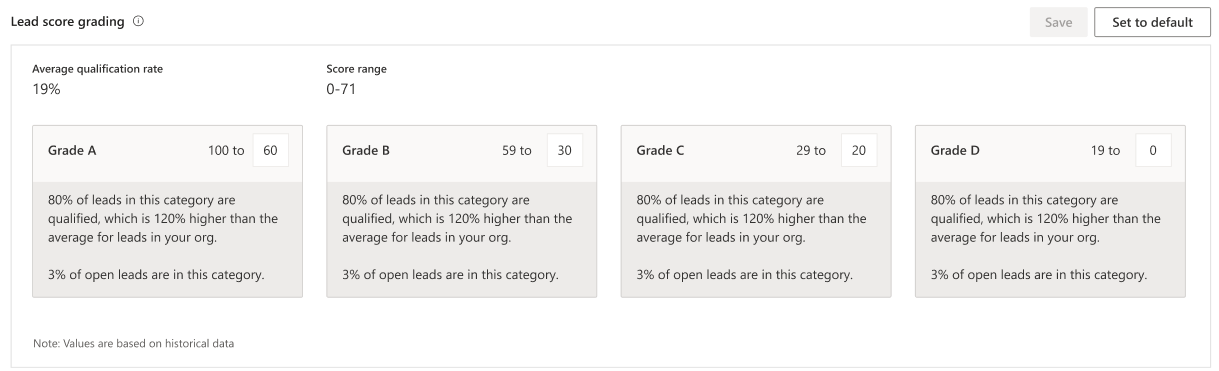 Lead score grading
Save
Set to default
Average qualification rate
19%
Score range
0-71
Grade A 100 to 60
80% of leads in this category are
qualified, which is 120% higher than the
average for leads in your org.
3% of open leads are in this category.
Grade B 59 to 30
80% of leads in this category are
qualified, which is 120% higher than the
average for leads in your org.
3% of open leads are in this category.
Grade C 29 to 20
80% of leads in this category are
qualified, which is 120% higher than the
average for leads in your org.
3% of open leads are in this category.
Grade D 19 to 0
80% of leads in this category are
qualified, which is 120% higher than the
average for leads in your org.
3% of open leads are in this category.
Note: Values are based on historical data